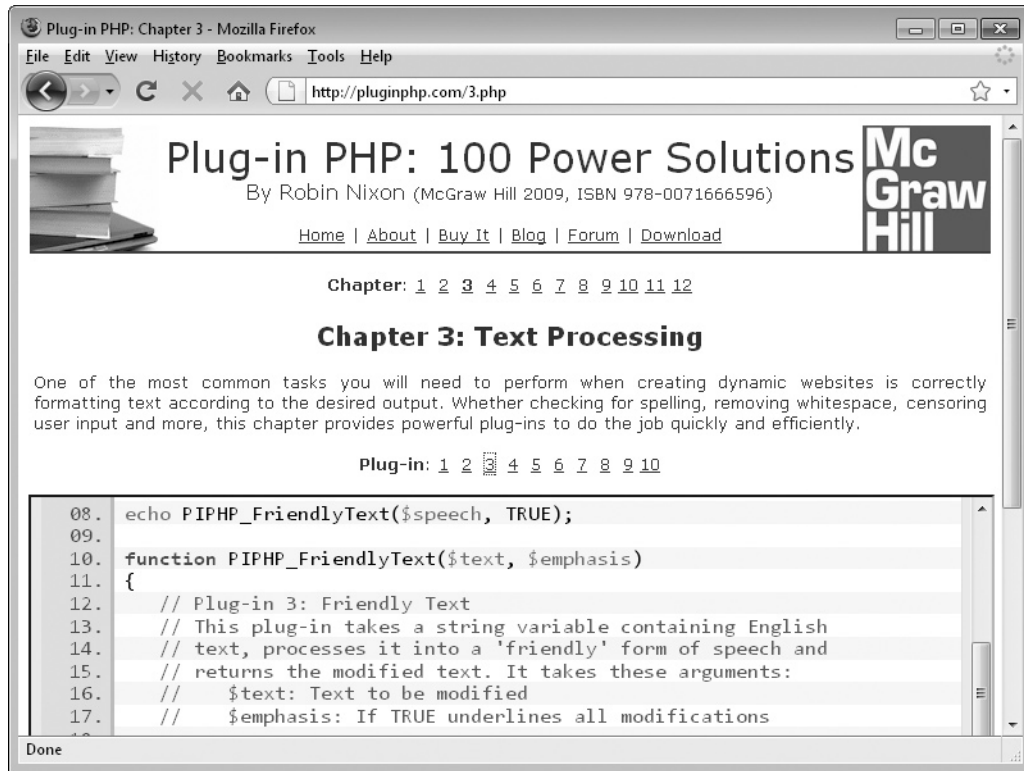 Plug-in PHP: Chapter 3 - Mozilla Firefox
File Edit View History Bookmarks Tools Help
http://pluginphp.com/3.php
Plug-in PHP: 100 Power Solutions
By Robin Nixon (McGraw Hill 2009, ISBN 978-0071666596)
Mc
Graw
Hill
Home | About | Buy It | Blog | Forum | Download
Chapter: 1 2 3 4 5 6 7 8 9 10 11 12
Chapter 3: Text Processing
One of the most common tasks you will need to perform when creating dynamic websites is correctly
formatting text according to the desired output. Whether checking for spelling, removing whitespace, censoring
user input and more, this chapter provides powerful plug-ins to do the job quickly and efficiently.
Plug-in: 1 2 3 4 5 6 7 8 9 10
08. echo PIPHP_FriendlyText($speech, TRUE);
09.
10. function PIPHP_FriendlyText($text, $emphasis)
11. {
12. // Plug-in 3: Friendly Text
13. // This plug-in takes a string variable containing English
14. // text, processes it into a 'friendly' form of speech and
15. // returns the modified text. It takes these arguments:
16. // $text: Text to be modified
17. // $emphasis: If TRUE underlines all modifications
Done